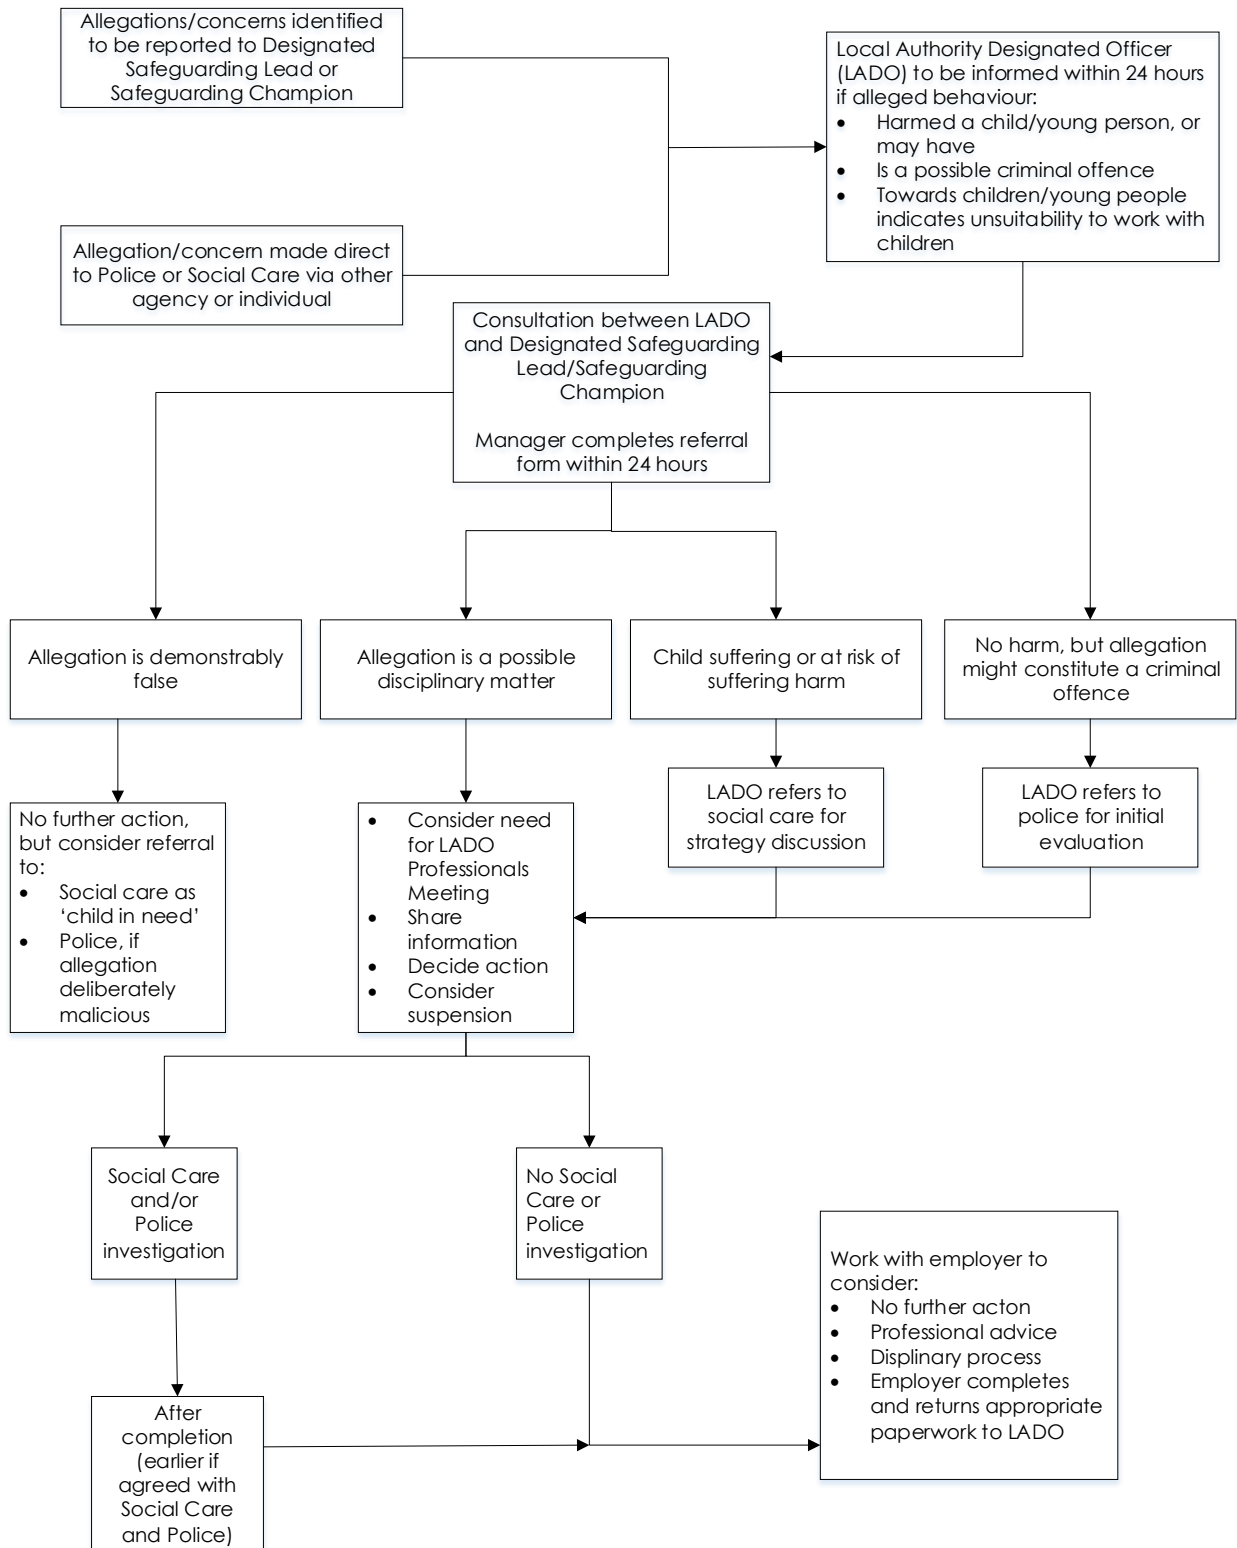 Allegations/concerns identified
to be reported to Designated
Safeguarding Lead or
Safeguarding Champion
Local Authority Designated Officer
(LADO) to be informed within 24 hours
if alleged behaviour:
• Harmed a child/young person, or
may have
• Is a possible criminal offence
• Towards children/young people
indicates unsuitability to work with
children
Allegation/concern made direct
to Police or Social Care via other
agency or individual
Consultation between LADO
and Designated Safeguarding
Lead/Safeguarding
Champion
Manager completes referral
form within 24 hours
Allegation is demonstrably
false
Allegation is a possible
disciplinary matter
Child suffering or at risk of
suffering harm
No harm, but allegation
might constitute a criminal
offence
No further action,
but consider referral
to:
• Social care as
‘child in need’
• Police, if
allegation
deliberately
malicious
• Consider need
for LADO
Professionals
Meeting
• Share
information
• Decide action
• Consider
suspension
LADO refers to
social care for
strategy discussion
LADO refers to
police for initial
evaluation
Social Care
and/or
Police
investigation
No Social
Care or
Police
investigation
Work with employer to
consider:
• No further acton
• Professional advice
• Displinary process
• Employer completes
and returns appropriate
paperwork to LADO
After
completion
(earlier if
agreed with
Social Care
and Police)